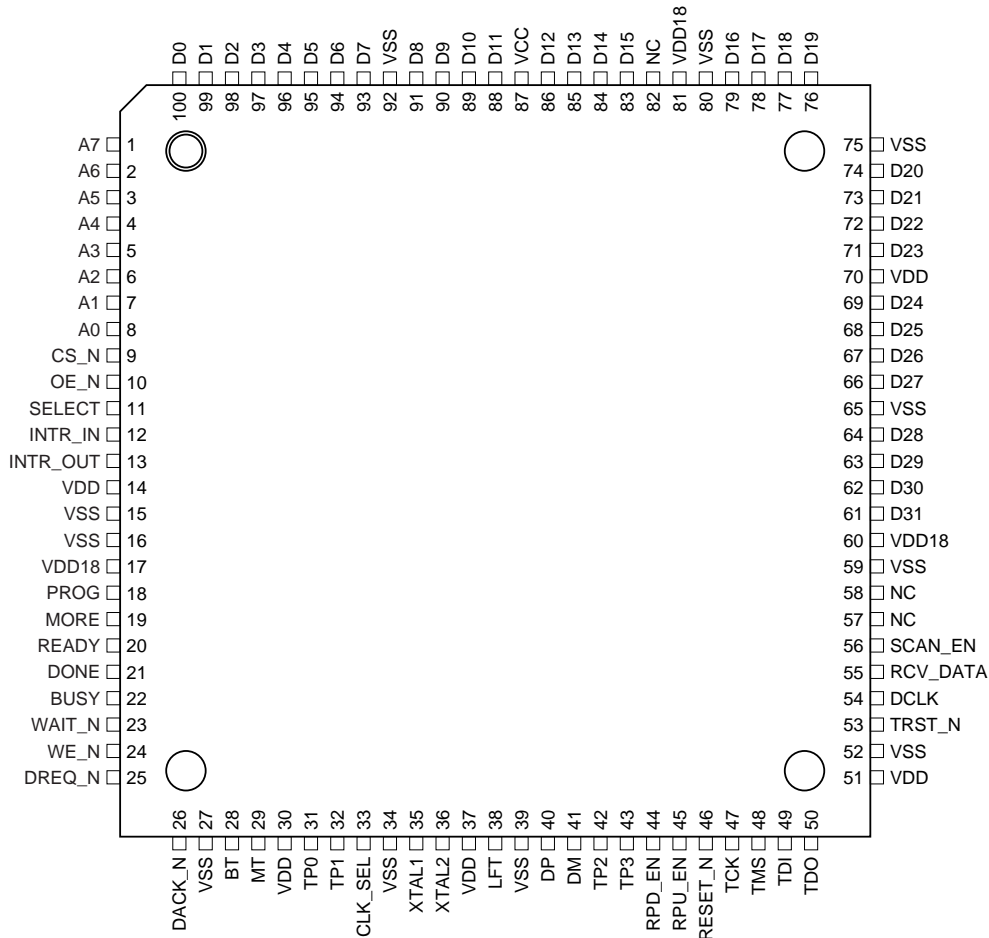 D0
D1
D2
D3
D4
D5
D6
D7
VSS
D8
D9
D10
D11
VCC
D12
D13
D14
D15
NC
VDD18
VSS
D16
D17
D18
D19
100
99
98
97
96
95
94
93
92
91
90
89
88
87
86
85
84
83
82
81
80
79
78
77
76
A7 1
A6 2
A5 3
A4 4
A3 5
A2 6
A1 7
A0 8
CS_N 9
OE_N 10
SELECT 11
INTR_IN 12
INTR_OUT 13
VDD 14
VSS 15
VSS 16
VDD18 17
PROG 18
MORE 19
READY 20
DONE 21
BUSY 22
WAIT_N 23
WE_N 24
DREQ_N 25
75 VSS
74 D20
73 D21
72 D22
71 D23
70 VDD
69 D24
68 D25
67 D26
66 D27
65 VSS
64 D28
63 D29
62 D30
61 D31
60 VDD18
59 VSS
58 NC
57 NC
56 SCAN_EN
55 RCV_DATA
54 DCLK
53 TRST_N
52 VSS
51 VDD
26
27
28
29
30
31
32
33
34
35
36
37
38
39
40
41
42
43
44
45
46
47
48
49
50
DACK_N
VSS
BT
MT
VDD
TP0
TP1
CLK_SEL
VSS
XTAL1
XTAL2
VDD
LFT
VSS
DP
DM
TP2
TP3
RPD_EN
RPU_EN
RESET_N
TCK
TMS
TDI
TDO